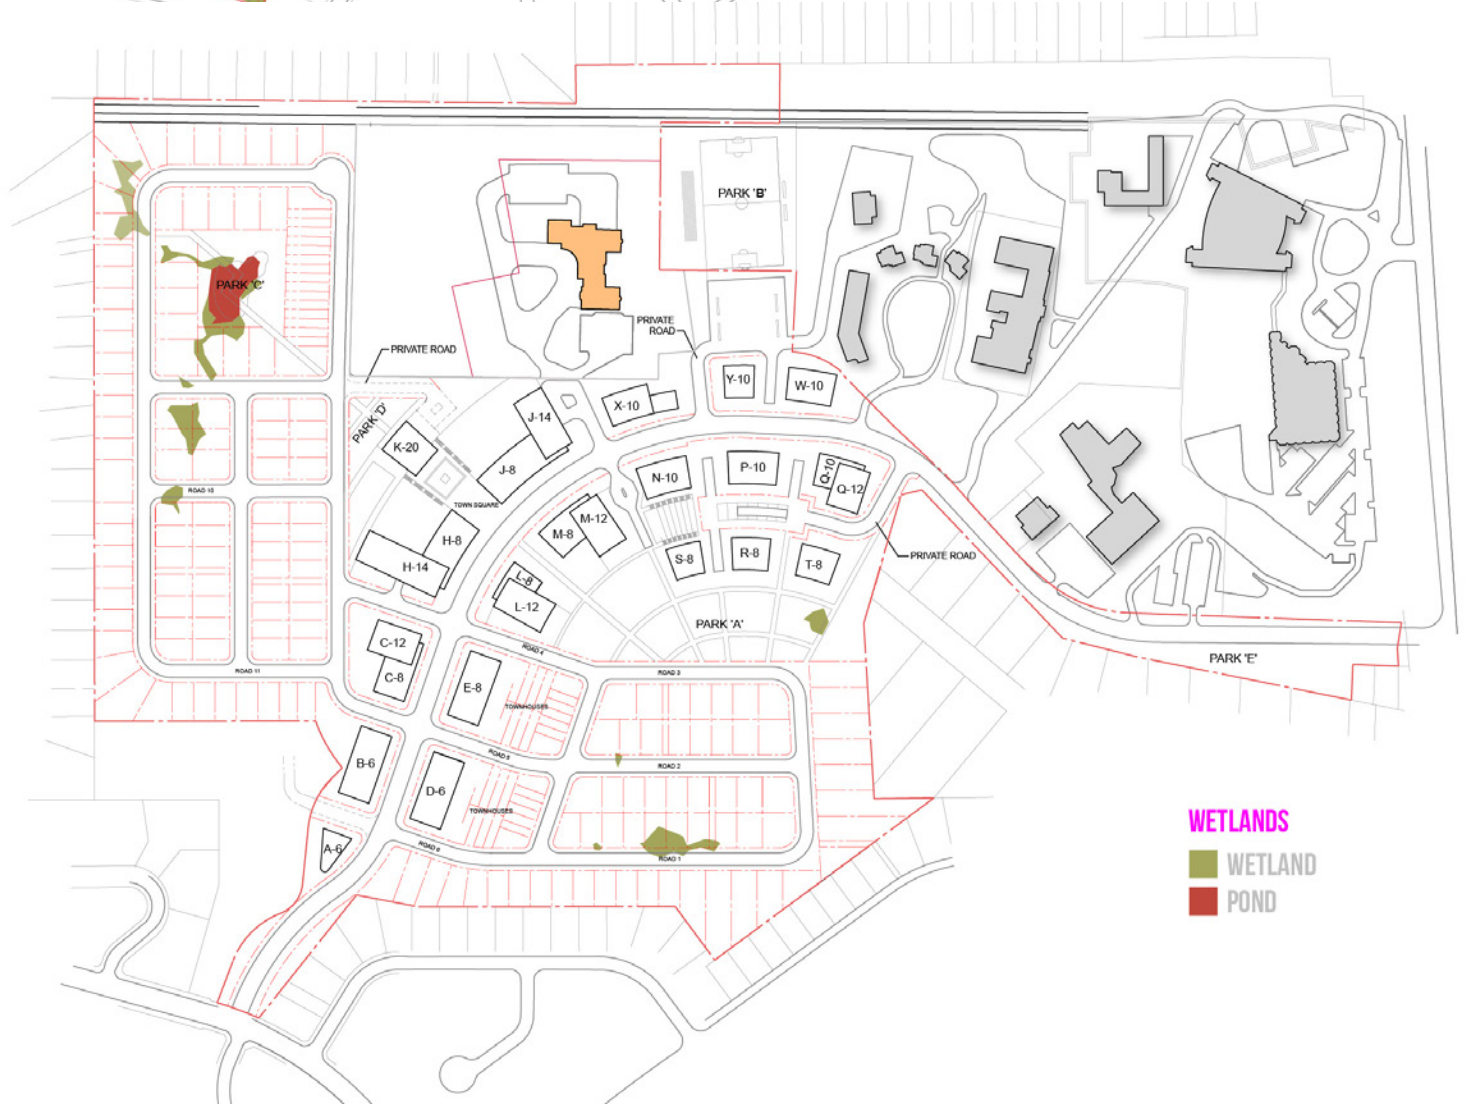 PARK 'B'
PARK 'C'
PRIVATE
ROAD
PRIVATE ROAD
Y-10
W-10
X-10
J-14
PARK 'D'
K-20
J-8
N-10
P-10
Q-10
Q-12
ROAD 10
TOWN SQUARE
M-12
M-8
H-8
H-14
S-8
R-8
T-8
PRIVATE ROAD
L-8
L-12
PARK 'A'
C-12
C-8
ROAD 4
PARK 'E'
ROAD 11
ROAD 3
E-8
TOWNHOUSES
B-6
ROAD 5
ROAD 2
D-6
TOWNHOUSES
A-6
ROAD 6
ROAD 1
WETLANDS
WETLAND
POND